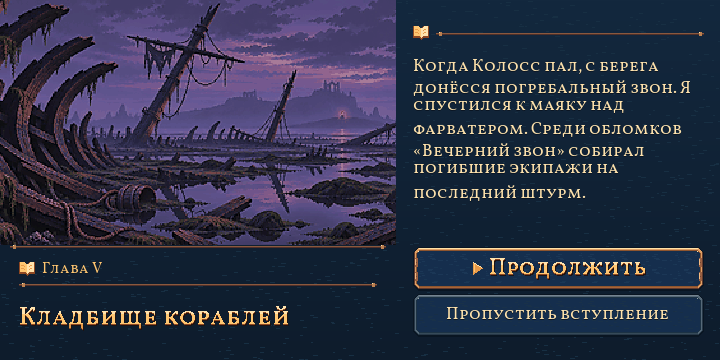 Глава V
Кладбище кораблей
Когда Колосс пал, с берега
донёсся погребальный звон. Я
спустился к маяку над
фарватером. Среди обломков
«Вечерний звон» собирал
погибшие экипажи на
последний штурм.
Продолжить
Пропустить вступление